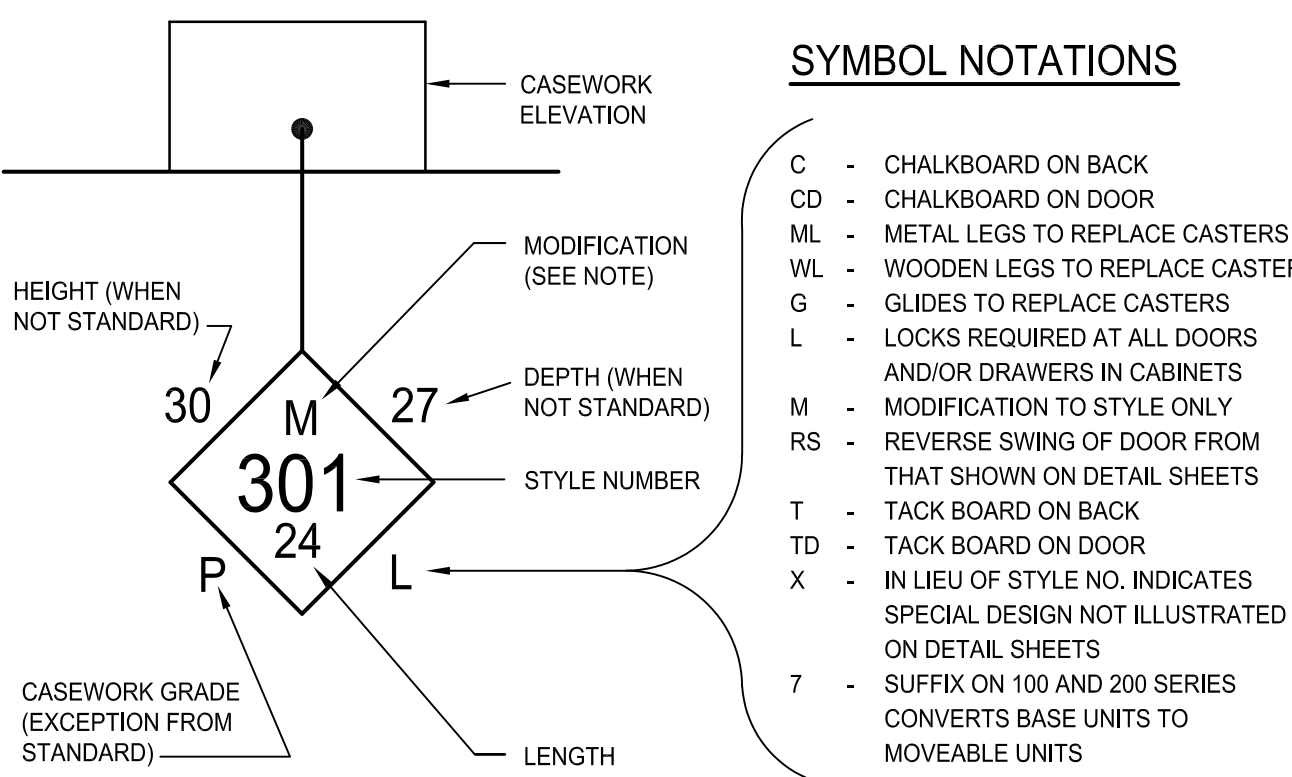 SYMBOL NOTATIONS
CASEWORK
ELEVATION
MODIFICATION
(SEE NOTE)
HEIGHT (WHEN
NOT STANDARD)
DEPTH (WHEN
NOT STANDARD)
30
M
27
301
24
P
L
STYLE NUMBER
CASEWORK GRADE
(EXCEPTION FROM
STANDARD)
LENGTH
C - CHALKBOARD ON BACK
CD - CHALKBOARD ON DOOR
ML - METAL LEGS TO REPLACE CASTERS
WL - WOODEN LEGS TO REPLACE
G - GLIDES TO REPLACE CASTERS
L - LOCKS REQUIRED AT ALL DOORS
AND/OR DRAWERS IN CABINETS
M - MODIFICATION TO STYLE ONLY
RS - REVERSE SWING OF DOOR FROM
THAT SHOWN ON DETAIL SHEETS
T - TACK BOARD ON BACK
TD - TACK BOARD ON DOOR
X - IN LIEU OF STYLE NO. INDICATES
SPECIAL DESIGN NOT ILLUSTRATED
ON DETAIL SHEETS
7 - SUFFIX ON 100 AND 200 SERIES
CONVERTS BASE UNITS TO
MOVEABLE UNITS